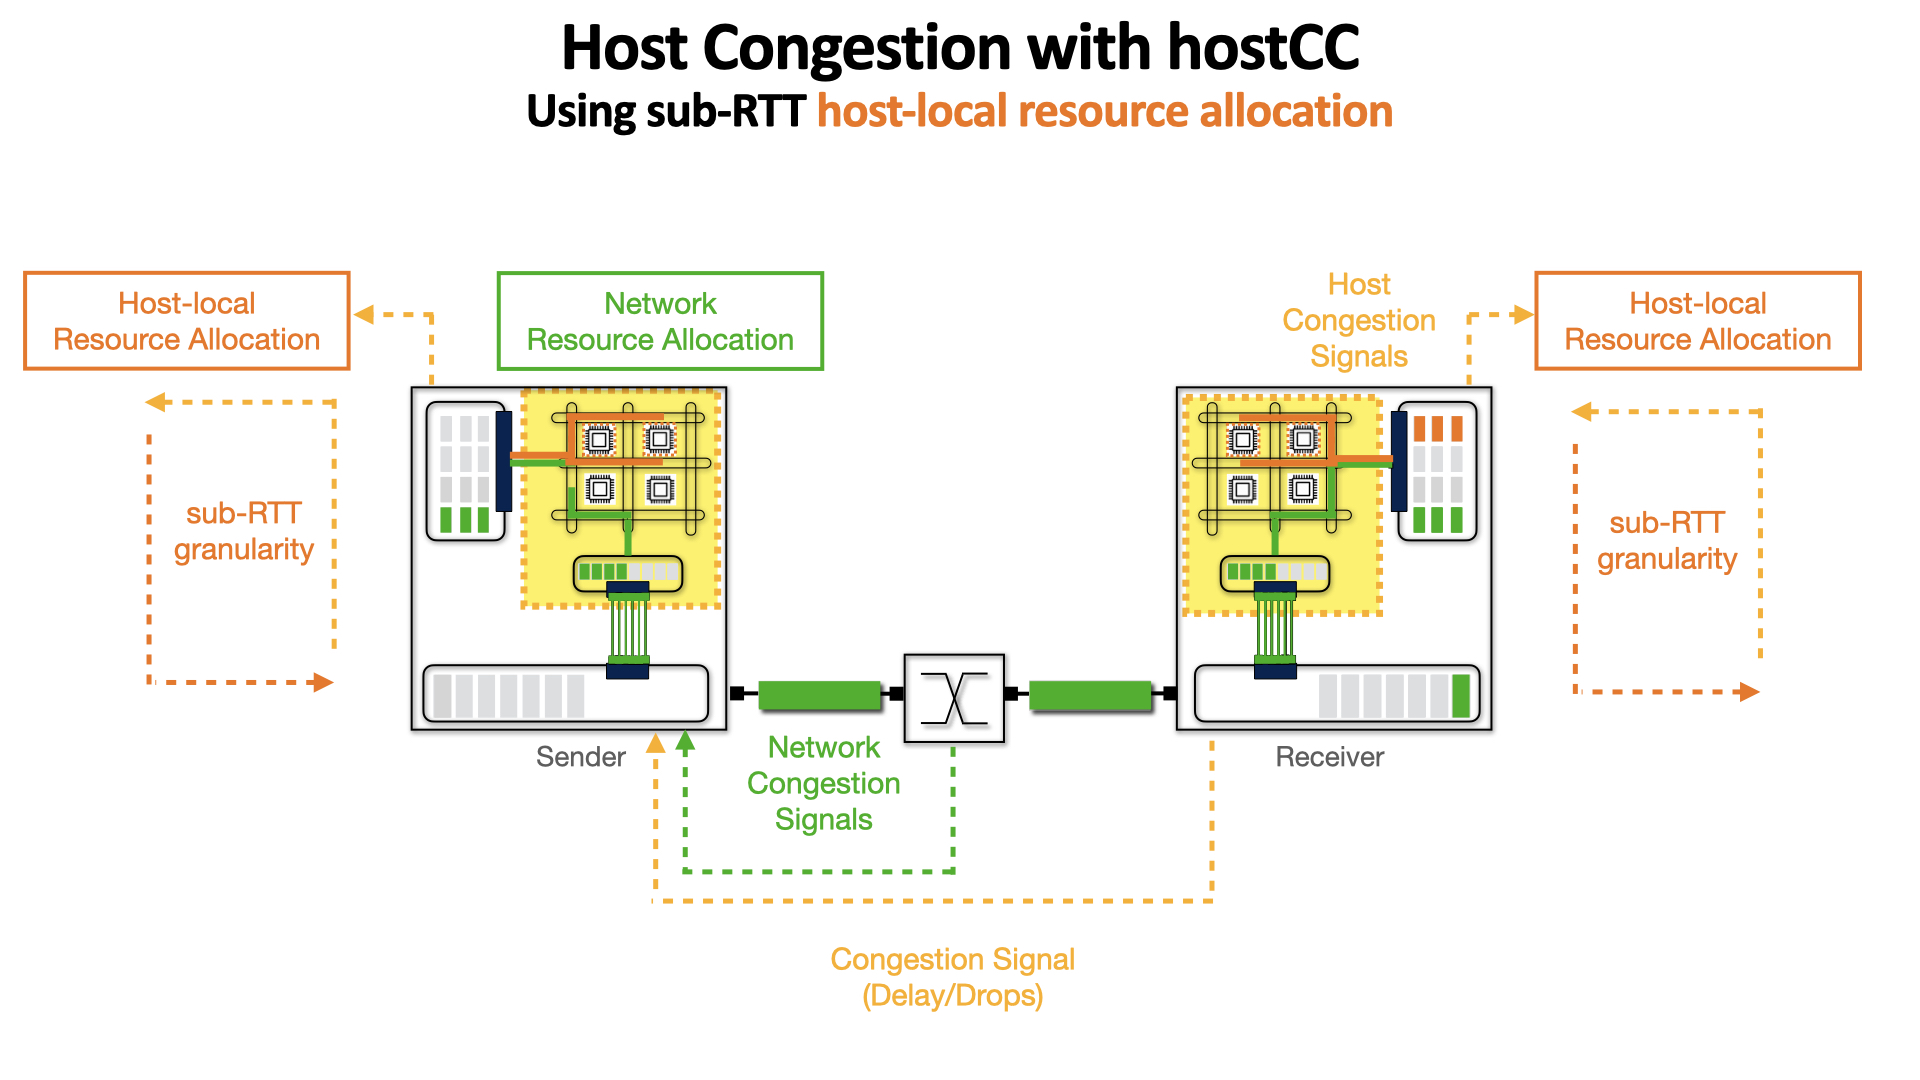 Host Congestion with hostCC
Using sub-RTT host-local resource allocation
Host-local
Resource Allocation
Network
Resource Allocation
Host
Congestion
Signals
Host-local
Resource Allocation
sub-RTT
granularity
sub-RTT
granularity
Sender
Network
Congestion
Signals
Receiver
Congestion Signal
(Delay/Drops)